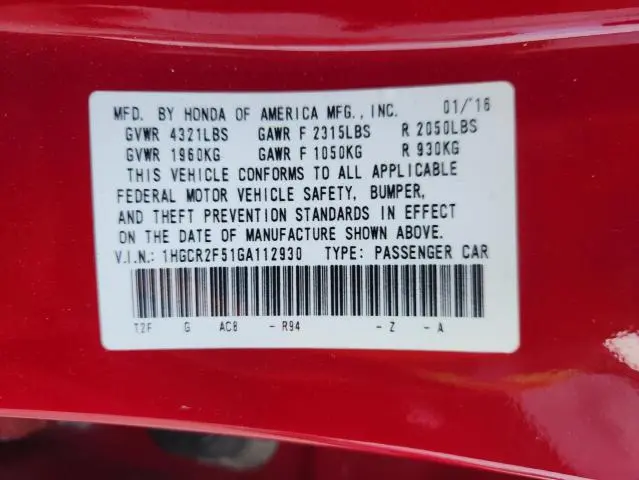 MFD. BY HONDA OF AMERICA MFG., INC. 01/'16
GVWR 4321LBS GAWR F 2315LBS R 2050LBS
GVWR 1960KG GAWR F 1050KG R 930KG
THIS VEHICLE CONFORMS TO ALL APPLICABLE
FEDERAL MOTOR VEHICLE SAFETY, BUMPER,
AND THEFT PREVENTION STANDARDS IN EFFECT
ON THE DATE OF MANUFACTURE SHOWN ABOVE.
V.I.N.: 1HGCR2F51GA112930 TYPE: PASSENGER CAR
T2F G AC8 - R94 - Z - A